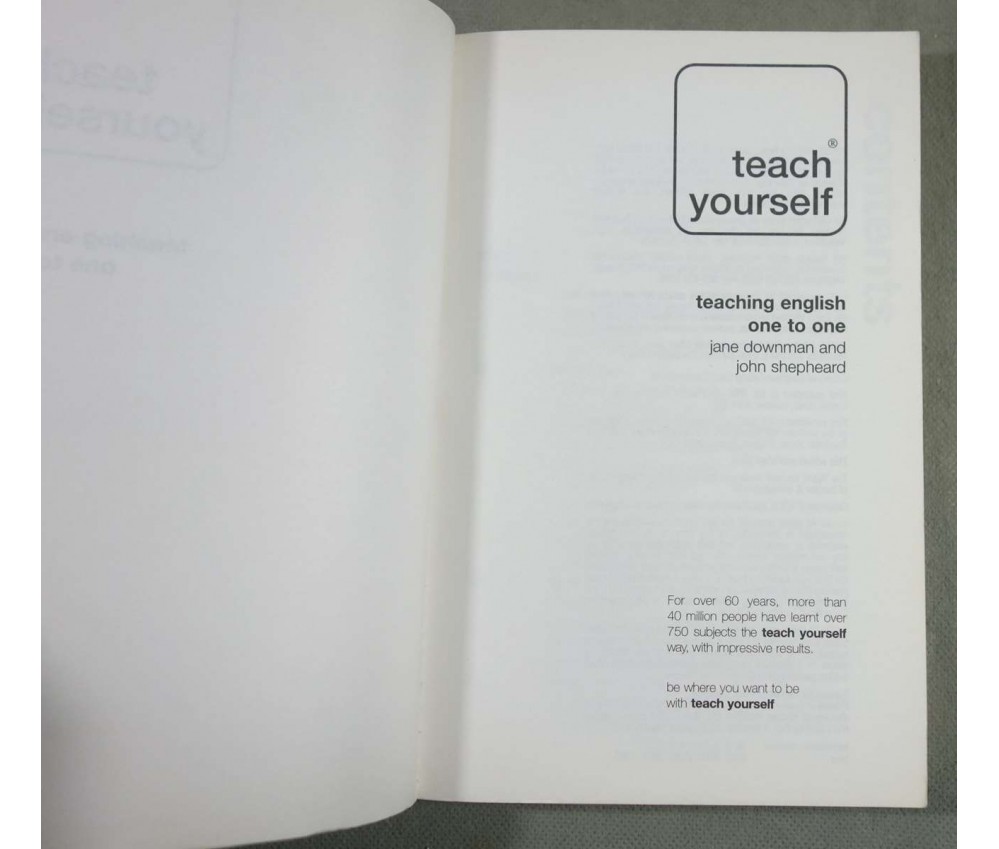 teach®
yourself
teaching english
one to one
jane downman and
john shepheard
For over 60 years, more than
40 million people have learnt over
750 subjects the teach yourself
way, with impressive results.
be where you want to be
with teach yourself